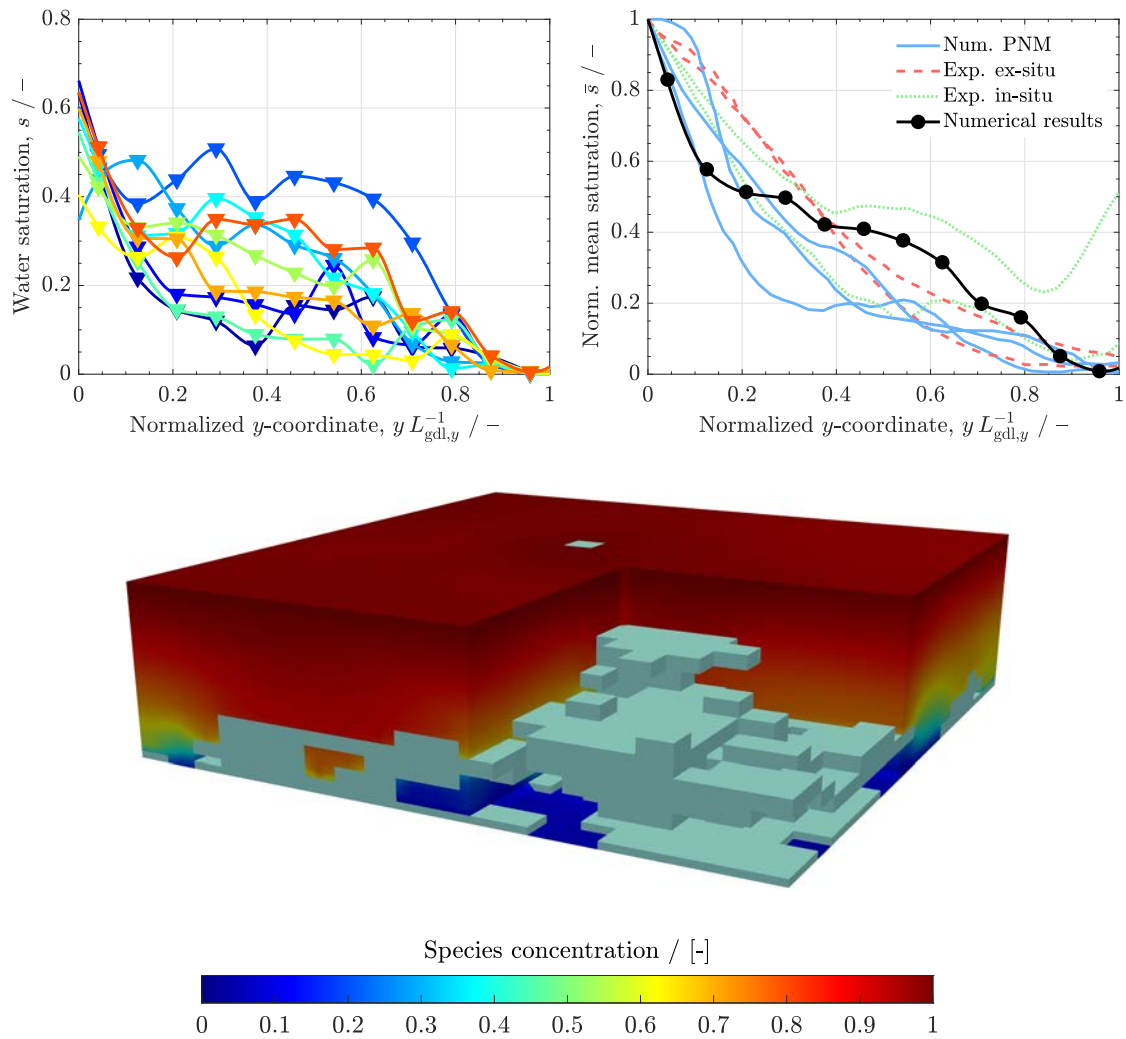 Water saturation, s / −
0.8
0.6
0.4
0.2
0
0 0.2 0.4 0.6 0.8 1
Normalized y-coordinate, y L_{gdl,y}^{−1} / −
Norm. mean saturation, s̄ / −
1
0.8
0.6
0.4
0.2
0
0 0.2 0.4 0.6 0.8 1
Normalized y-coordinate, y L_{gdl,y}^{−1} / −
Num. PNM
Exp. ex-situ
Exp. in-situ
Numerical results
Species concentration / [-]
0 0.1 0.2 0.3 0.4 0.5 0.6 0.7 0.8 0.9 1